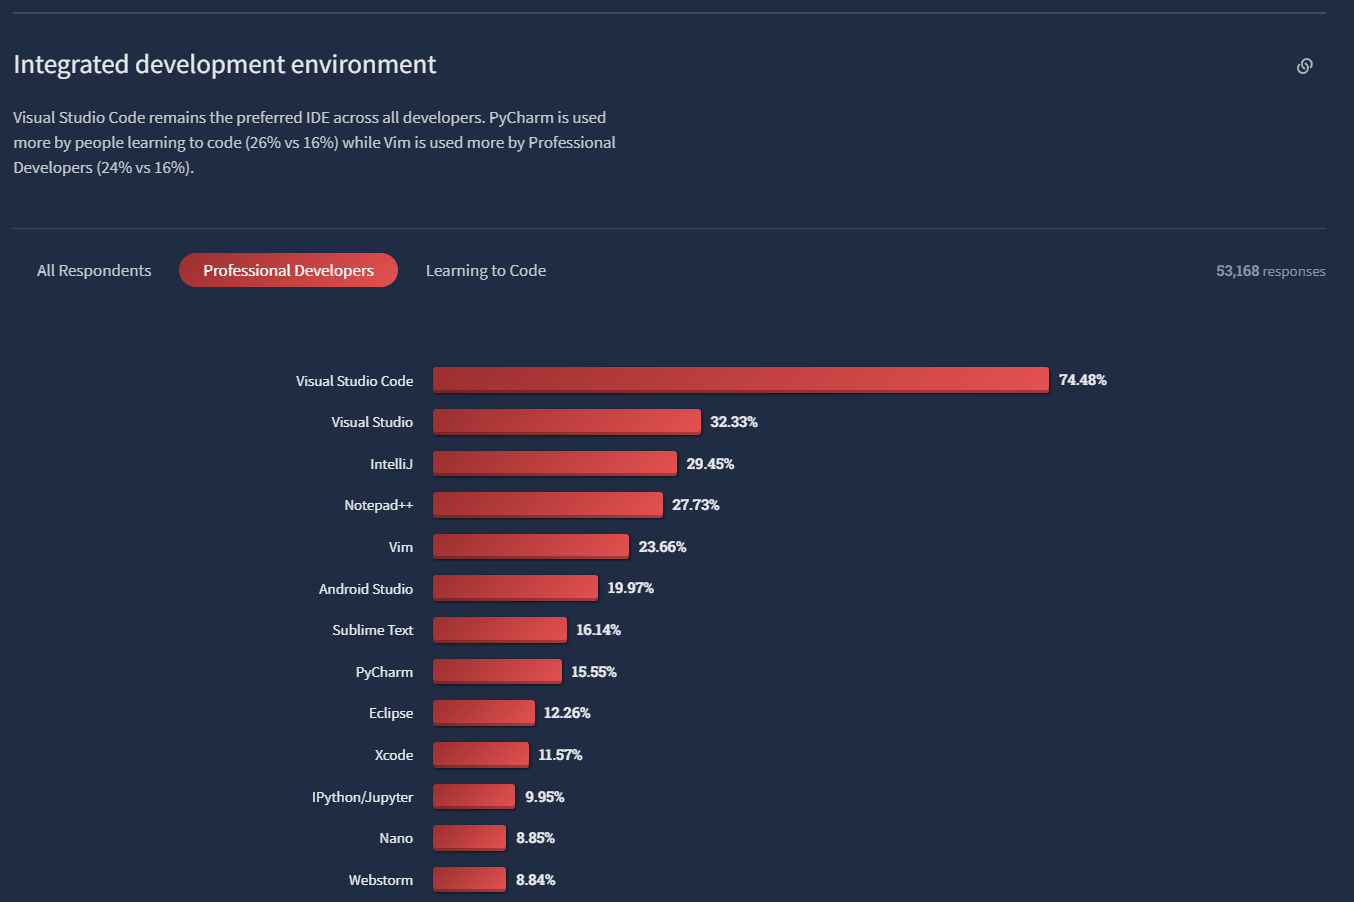 Integrated development environment
Visual Studio Code remains the preferred IDE across all developers. PyCharm is used
more by people learning to code (26% vs 16%) while Vim is used more by Professional
Developers (24% vs 16%).
All Respondents Professional Developers Learning to Code 53,168 responses
Visual Studio Code 74.48%
Visual Studio 32.33%
IntelliJ 29.45%
Notepad++ 27.73%
Vim 23.66%
Android Studio 19.97%
Sublime Text 16.14%
PyCharm 15.55%
Eclipse 12.26%
Xcode 11.57%
IPython/Jupyter 9.95%
Nano 8.85%
Webstorm 8.84%